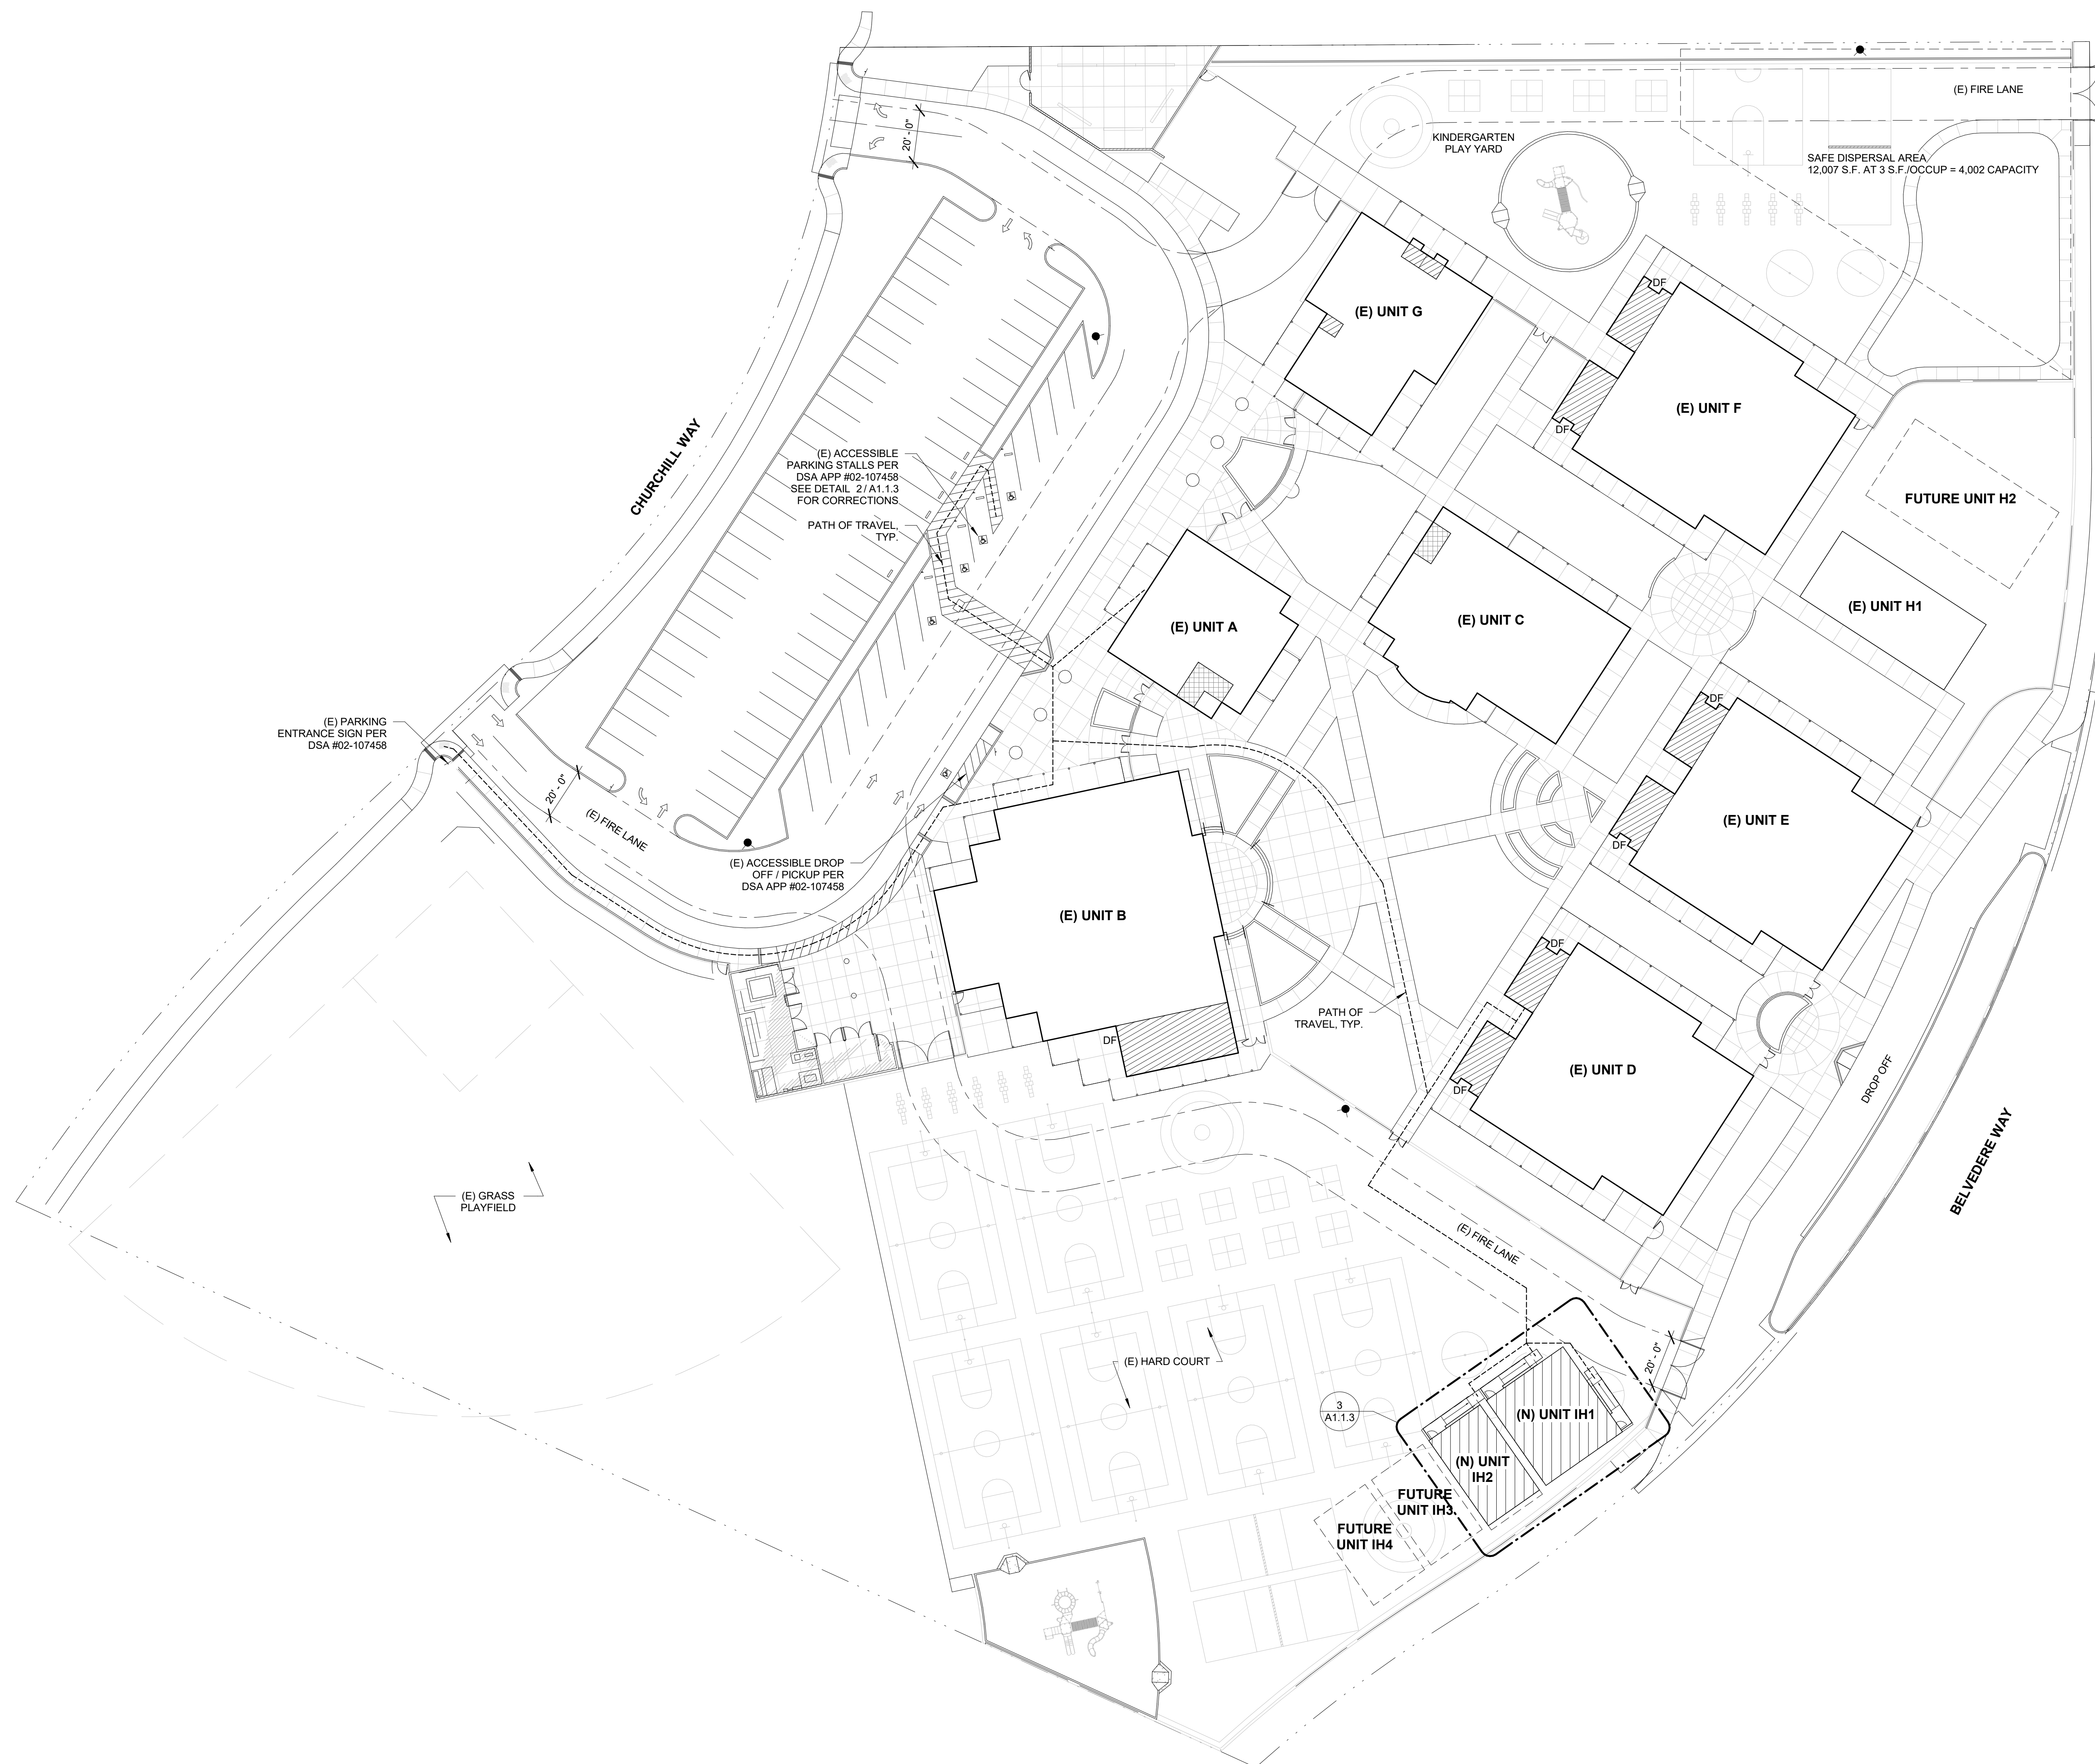 (E) FIRE LANE
20' - 0"
KINDERGARTEN
PLAY YARD
SAFE DISPERSAL AREA
12,007 S.F. AT 3 S.F./OCCUP = 4,002 CAPACITY
DF
(E) UNIT G
(E) UNIT F
DF
CHURCHILL WAY
(E) ACCESSIBLE
PARKING STALLS PER
DSA APP #02-107458
SEE DETAIL 2 / A1.1.3
FOR CORRECTIONS
PATH OF TRAVEL,
TYP.
FUTURE UNIT H2
(E) UNIT H1
(E) UNIT A
(E) UNIT C
DF
(E) PARKING
ENTRANCE SIGN PER
DSA #02-107458
20' - 0"
(E) FIRE LANE
(E) ACCESSIBLE DROP
OFF / PICKUP PER
DSA APP #02-107458
(E) UNIT E
DF
(E) UNIT B
DF
PATH OF
TRAVEL, TYP.
DF
(E) UNIT D
DF
DROP OFF
BELVEDERE WAY
(E) GRASS
PLAYFIELD
(E) FIRE LANE
(E) HARD COURT
20' - 0"
3
A1.1.3
(N) UNIT IH1
(N) UNIT
IH2
FUTURE
UNIT IH3
FUTURE
UNIT IH4